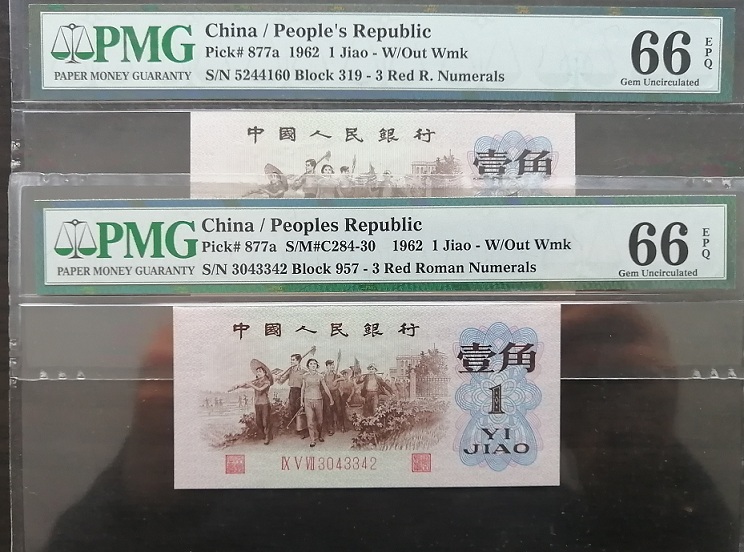 PMG
PAPER MONEY GUARANTY
China / People's Republic
Pick# 877a 1962 1 Jiao - W/Out Wmk
S/N 5244160 Block 319 - 3 Red R. Numerals
66 EPQ
Gem Uncirculated
中國人民銀行
壹角
PMG
PAPER MONEY GUARANTY
China / Peoples Republic
Pick# 877a S/M#C284-30 1962 1 Jiao - W/Out Wmk
S/N 3043342 Block 957 - 3 Red Roman Numerals
66 EPQ
Gem Uncirculated
中國人民銀行
壹角
1
YI
JIAO
IX V VII 3043342